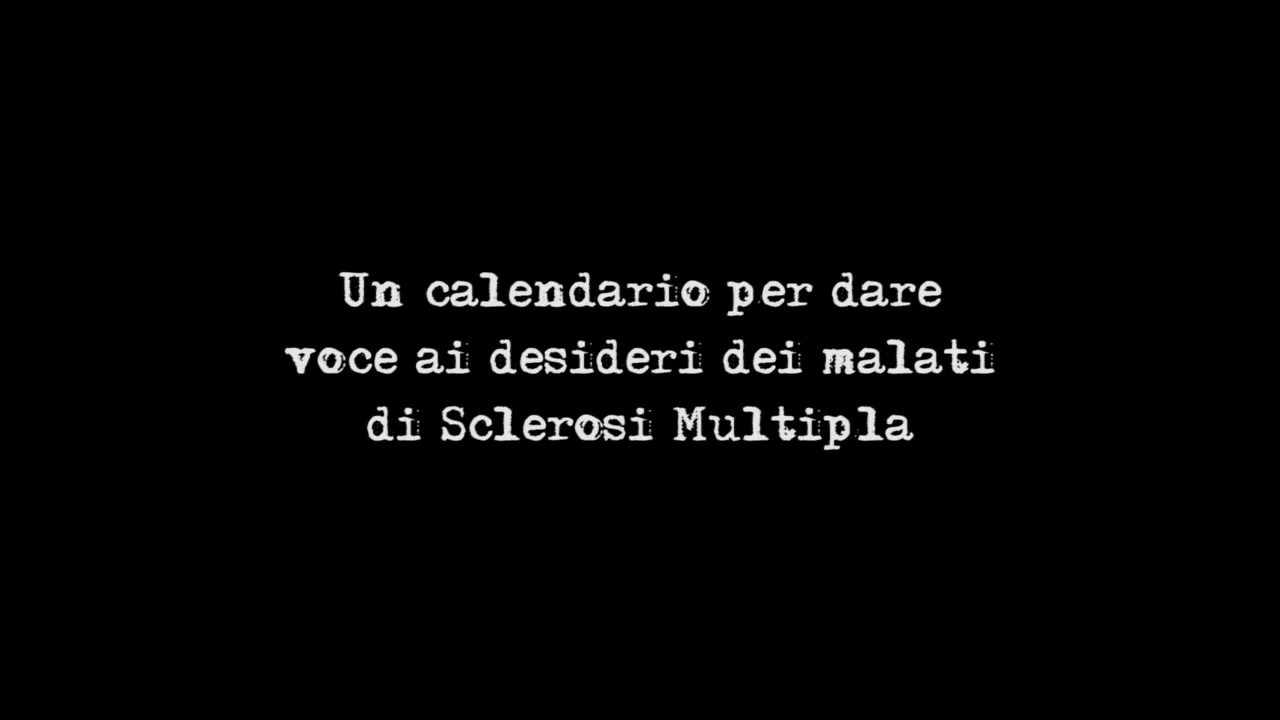 Un calendario per dare
voce ai desideri dei malati
di Sclerosi Multipla